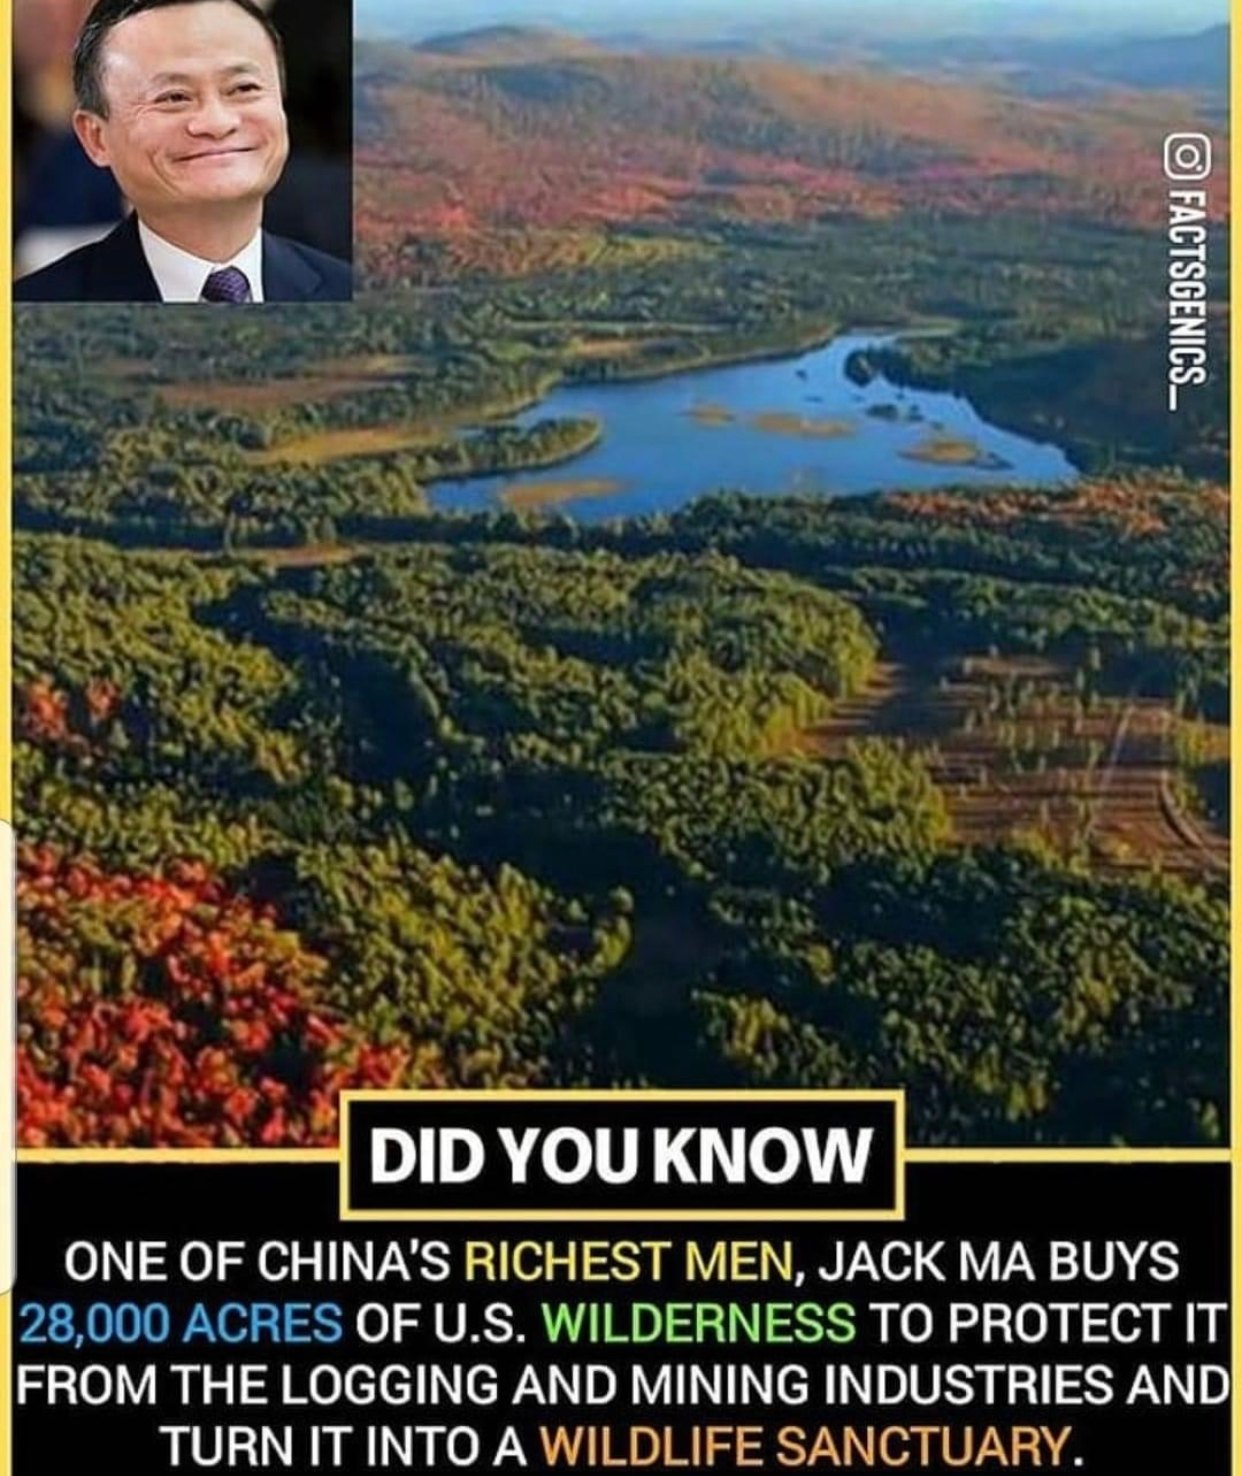 FACTSGENICS_
DID YOU KNOW
ONE OF CHINA'S RICHEST MEN, JACK MA BUYS
28,000 ACRES OF U.S. WILDERNESS TO PROTECT IT
FROM THE LOGGING AND MINING INDUSTRIES AND
TURN IT INTO A WILDLIFE SANCTUARY.